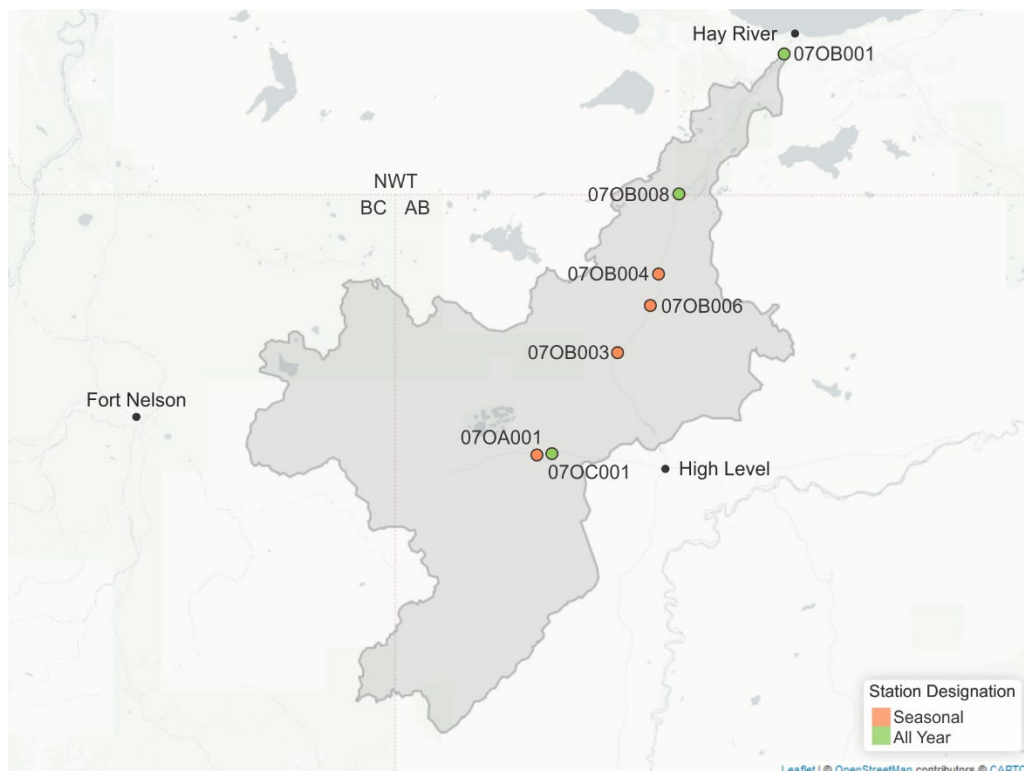 Hay River
07OB001
NWT
BC AB
07OB008
07OB004
07OB006
07OB003
Fort Nelson
07OA001
07OC001
High Level
Station Designation
Seasonal
All Year
Leaflet | © OpenStreetMap contributors © CARTO